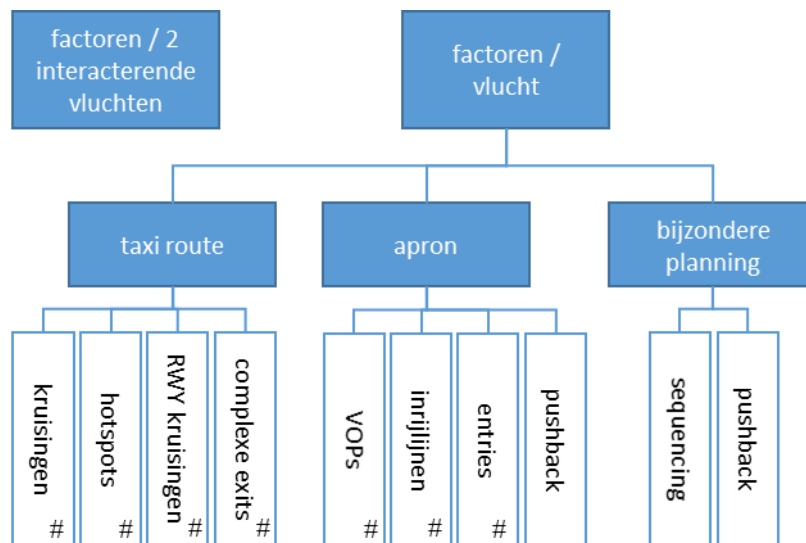 factoren / 2
interacterende
vluchten
factoren /
vlucht
taxi route
apron
bijzondere
planning
kruisingen #
hotspots #
RWY kruisingen #
complexe exits #
VOPs #
inrijlijnen #
entries #
pushback
sequencing
pushback